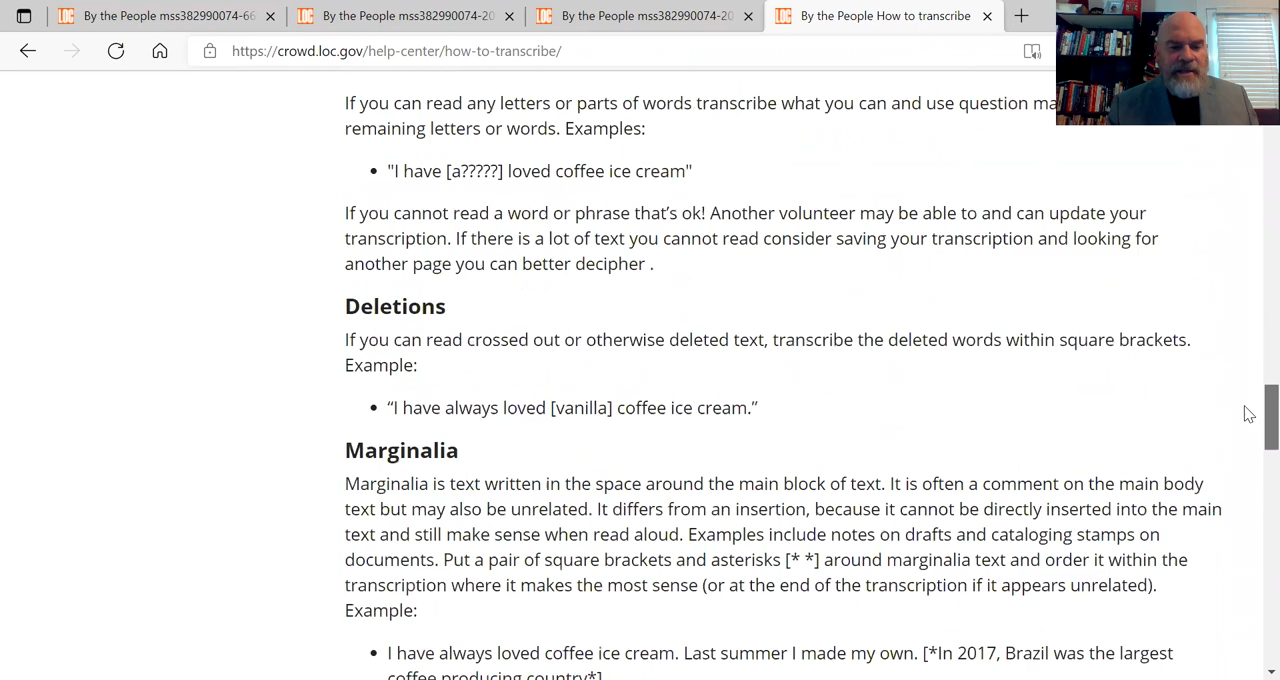 By the People mss382990074-66
By the People mss382990074-20
By the People mss382990074-20
By the People How to transcribe
https://crowd.loc.gov/help-center/how-to-transcribe/
If you can read any letters or parts of words transcribe what you can and use question
remaining letters or words. Examples:
• "I have [a?????] loved coffee ice cream"
If you cannot read a word or phrase that's ok! Another volunteer may be able to and can update your
transcription. If there is a lot of text you cannot read consider saving your transcription and looking for
another page you can better decipher .
Deletions
If you can read crossed out or otherwise deleted text, transcribe the deleted words within square brackets.
Example:
• “I have always loved [vanilla] coffee ice cream.”
Marginalia
Marginalia is text written in the space around the main block of text. It is often a comment on the main body
text but may also be unrelated. It differs from an insertion, because it cannot be directly inserted into the main
text and still make sense when read aloud. Examples include notes on drafts and cataloging stamps on
documents. Put a pair of square brackets and asterisks [* *] around marginalia text and order it within the
transcription where it makes the most sense (or at the end of the transcription if it appears unrelated).
Example:
• I have always loved coffee ice cream. Last summer I made my own. [*In 2017, Brazil was the largest
coffee producing country*]